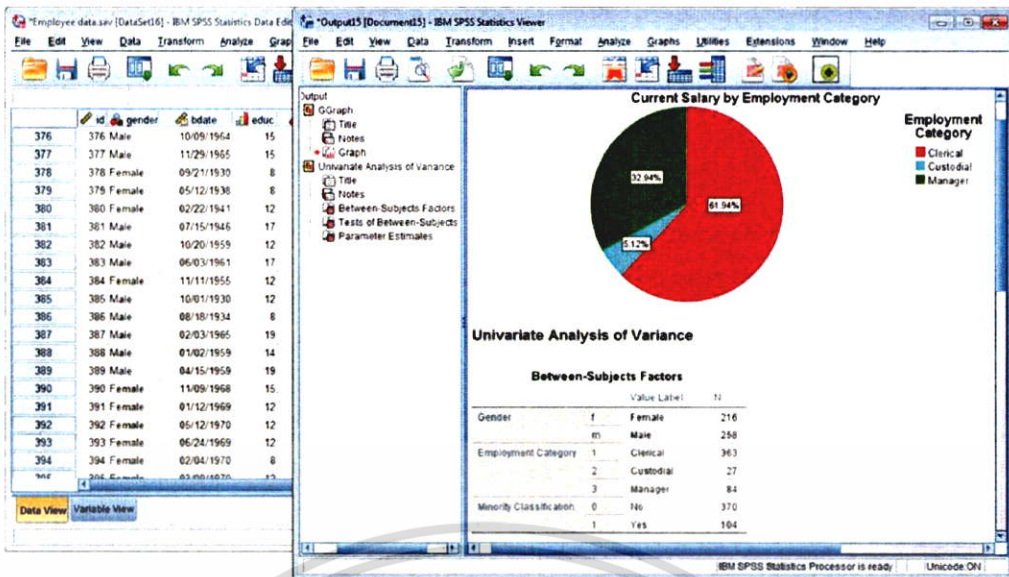 *Employee data.sav [DataSet16] - IBM SPSS Statistics Data Edit
File Edit View Data Transform Analyze Grap
id gender bdate educ
376 376 Male 10/09/1964 15
377 377 Male 11/29/1965 15
378 378 Female 09/21/1930 8
379 379 Female 05/12/1938 8
380 380 Female 02/22/1941 12
381 381 Male 07/15/1946 17
382 382 Male 10/20/1959 12
383 383 Male 06/03/1961 17
384 384 Female 11/11/1955 12
385 385 Male 10/01/1930 12
386 386 Male 08/18/1934 8
387 387 Male 02/03/1965 19
388 388 Male 01/02/1959 14
389 389 Male 04/15/1959 19
390 390 Female 11/09/1968 15
391 391 Female 01/12/1969 12
392 392 Female 05/12/1970 12
393 393 Female 06/24/1969 12
394 394 Female 02/04/1970 8
Data View Variable View
*Output15 [Document15] - IBM SPSS Statistics Viewer
File Edit View Data Transform Insert Format Analyze Graphs Utilities Extensions Window Help
Output
GGraph
Title
Notes
Graph
Univariate Analysis of Variance
Title
Notes
Between-Subjects Factors
Tests of Between-Subjects
Parameter Estimates
Current Salary by Employment Category
32.94%
61.94%
5.12%
Employment
Category
Clerical
Custodial
Manager
Univariate Analysis of Variance
Between-Subjects Factors
Value Label N
Gender f Female 216
m Male 258
Employment Category 1 Clerical 363
2 Custodial 27
3 Manager 84
Minority Classification 0 No 370
1 Yes 104
IBM SPSS Statistics Processor is ready Unicode:ON